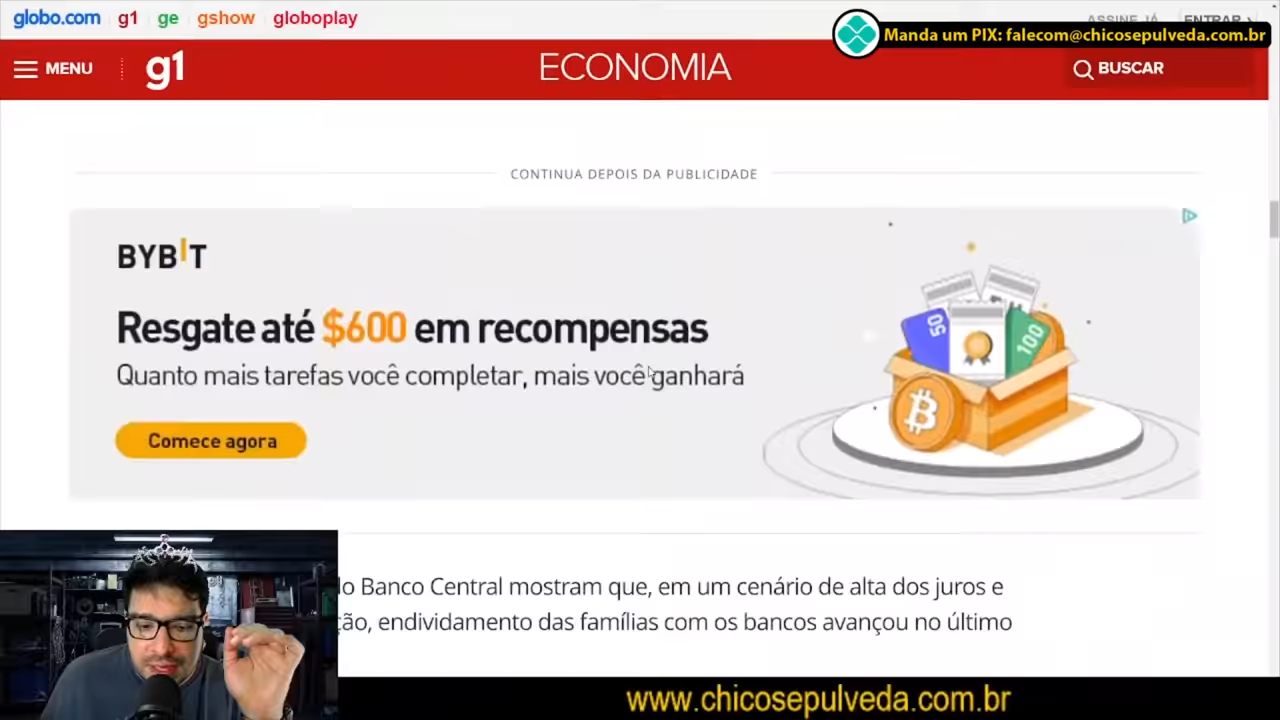 globo.com g1 ge gshow globoplay
ASSINE JÁ ENTRAR ›
Manda um PIX: falecom@chicosepulveda.com.br
MENU g1 ECONOMIA BUSCAR
CONTINUA DEPOIS DA PUBLICIDADE
BYBIT
Resgate até $600 em recompensas
Quanto mais tarefas você completar, mais você ganhará
Comece agora
50
100
Banco Central mostram que, em um cenário de alta dos juros e
endividamento das famílias com os bancos avançou no último
www.chicosepulveda.com.br